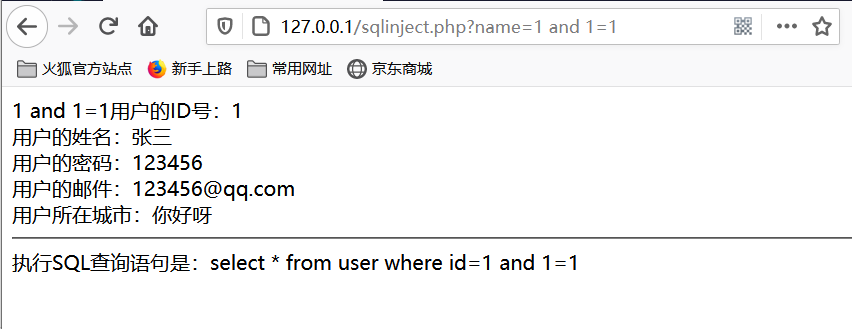 127.0.0.1/sqlinject.php?name=1 and 1=1
火狐官方站点 新手上路 常用网址 京东商城
1 and 1=1用户的ID号：1
用户的姓名：张三
用户的密码：123456
用户的邮件：123456@qq.com
用户所在城市：你好呀
执行SQL查询语句是：select * from user where id=1 and 1=1